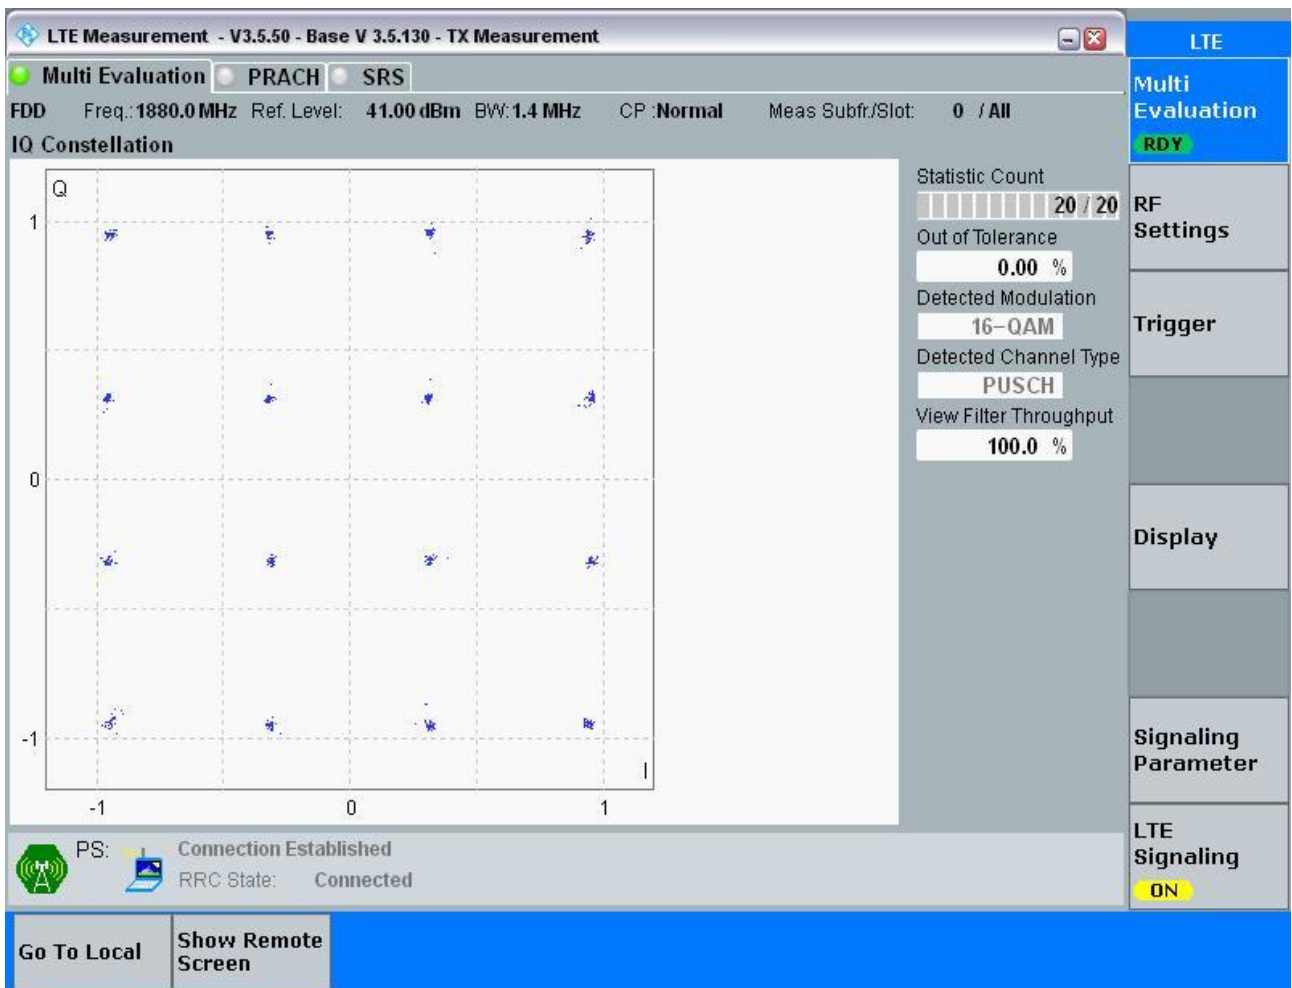 LTE Measurement - V3.5.50 - Base V 3.5.130 - TX Measurement
LTE
Multi Evaluation PRACH SRS
FDD Freq.:1880.0 MHz Ref. Level: 41.00 dBm BW:1.4 MHz CP :Normal Meas Subfr./Slot: 0 / All
IQ Constellation
Q
1
0
-1
I
-1 0 1
Statistic Count
20 / 20
Out of Tolerance
0.00 %
Detected Modulation
16-QAM
Detected Channel Type
PUSCH
View Filter Throughput
100.0 %
Multi
Evaluation
RDY
RF
Settings
Trigger
Display
Signaling
Parameter
LTE
Signaling
ON
PS: Connection Established
RRC State: Connected
Go To Local
Show Remote
Screen